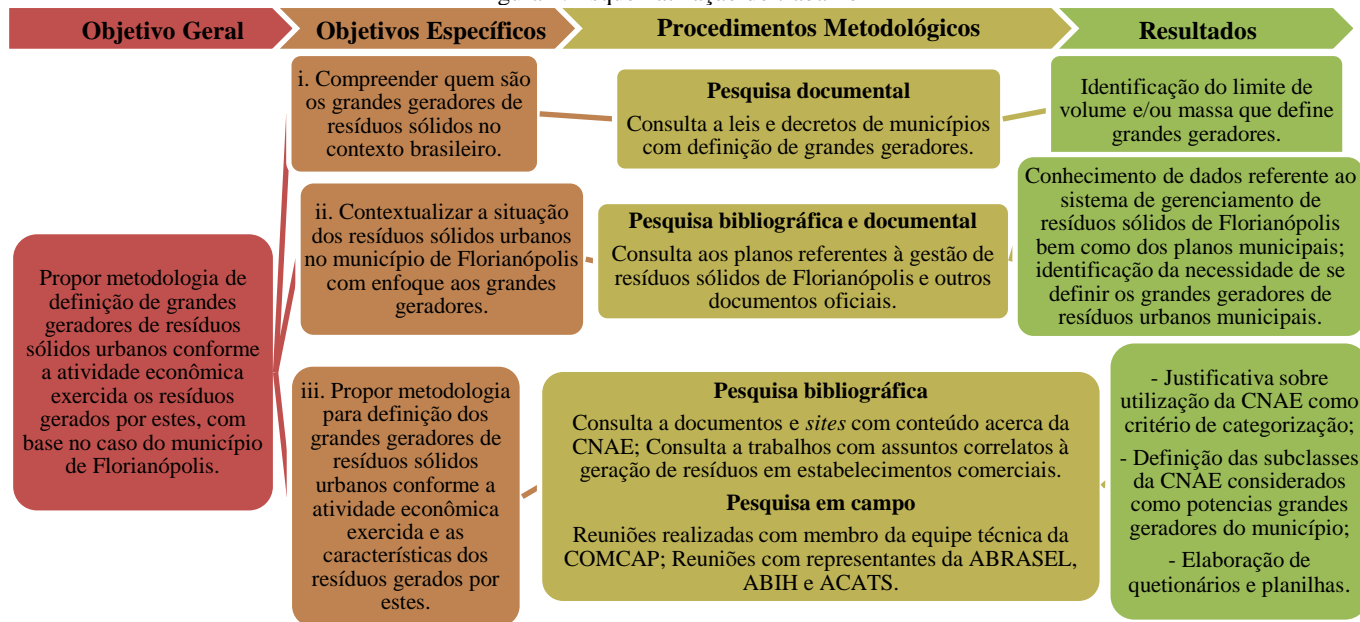 Objetivo Geral
Objetivos Específicos
Procedimentos Metodológicos
Resultados
Propor metodologia de
definição de grandes
geradores de resíduos
sólidos urbanos conforme
a atividade econômica
exercida os resíduos
gerados por estes, com
base no caso do município
de Florianópolis.
i. Compreender quem são
os grandes geradores de
resíduos sólidos no
contexto brasileiro.
Pesquisa documental
Consulta a leis e decretos de municípios
com definição de grandes geradores.
Identificação do limite de
volume e/ou massa que define
grandes geradores.
ii. Contextualizar a situação
dos resíduos sólidos urbanos
no município de Florianópolis
com enfoque aos grandes
geradores.
Pesquisa bibliográfica e documental
Consulta aos planos referentes à gestão de
resíduos sólidos de Florianópolis e outros
documentos oficiais.
Conhecimento de dados referente ao
sistema de gerenciamento de
resíduos sólidos de Florianópolis
bem como dos planos municipais;
identificação da necessidade de se
definir os grandes geradores de
resíduos urbanos municipais.
iii. Propor metodologia
para definição dos
grandes geradores de
resíduos sólidos
urbanos conforme a
atividade econômica
exercida e as
características dos
resíduos gerados por
estes.
Pesquisa bibliográfica
Consulta a documentos e sites com conteúdo acerca da
CNAE; Consulta a trabalhos com assuntos correlatos à
geração de resíduos em estabelecimentos comerciais.
Pesquisa em campo
Reuniões realizadas com membro da equipe técnica da
COMCAP; Reuniões com representantes da ABRASEL,
ABIH e ACATS.
- Justificativa sobre
utilização da CNAE como
critério de categorização;
- Definição das subclasses
da CNAE considerados
como potencias grandes
geradores do município;
- Elaboração de
quetionários e planilhas.